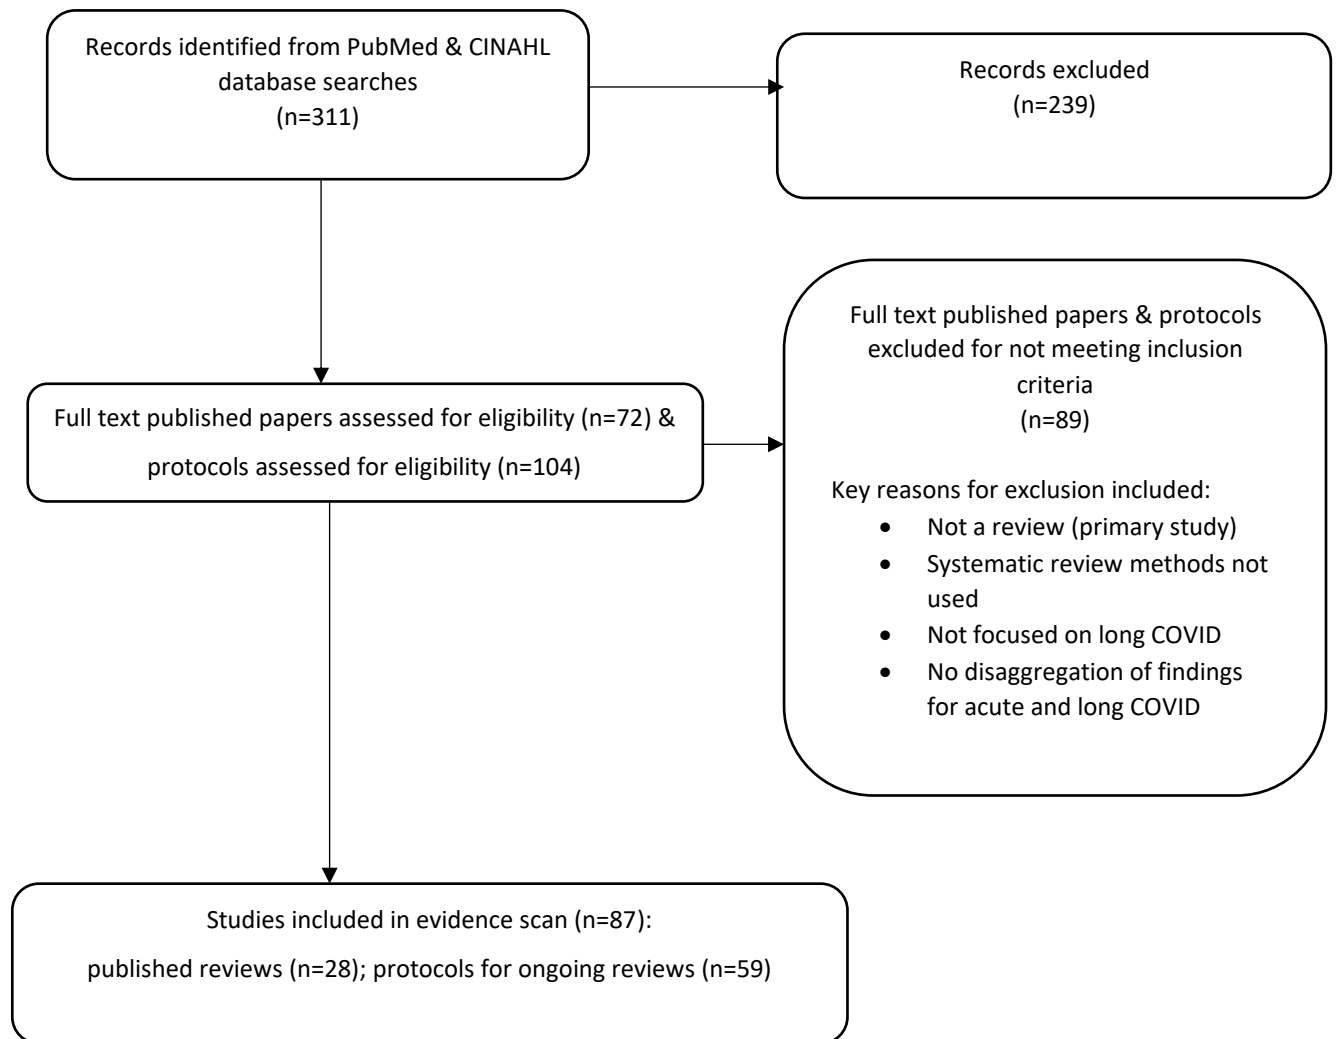 Records identified from PubMed & CINAHL
database searches
(n=311)
Records excluded
(n=239)
Full text published papers assessed for eligibility (n=72) &
protocols assessed for eligibility (n=104)
Full text published papers & protocols
excluded for not meeting inclusion
criteria
(n=89)
Key reasons for exclusion included:
• Not a review (primary study)
• Systematic review methods not
used
• Not focused on long COVID
• No disaggregation of findings
for acute and long COVID
Studies included in evidence scan (n=87):
published reviews (n=28); protocols for ongoing reviews (n=59)